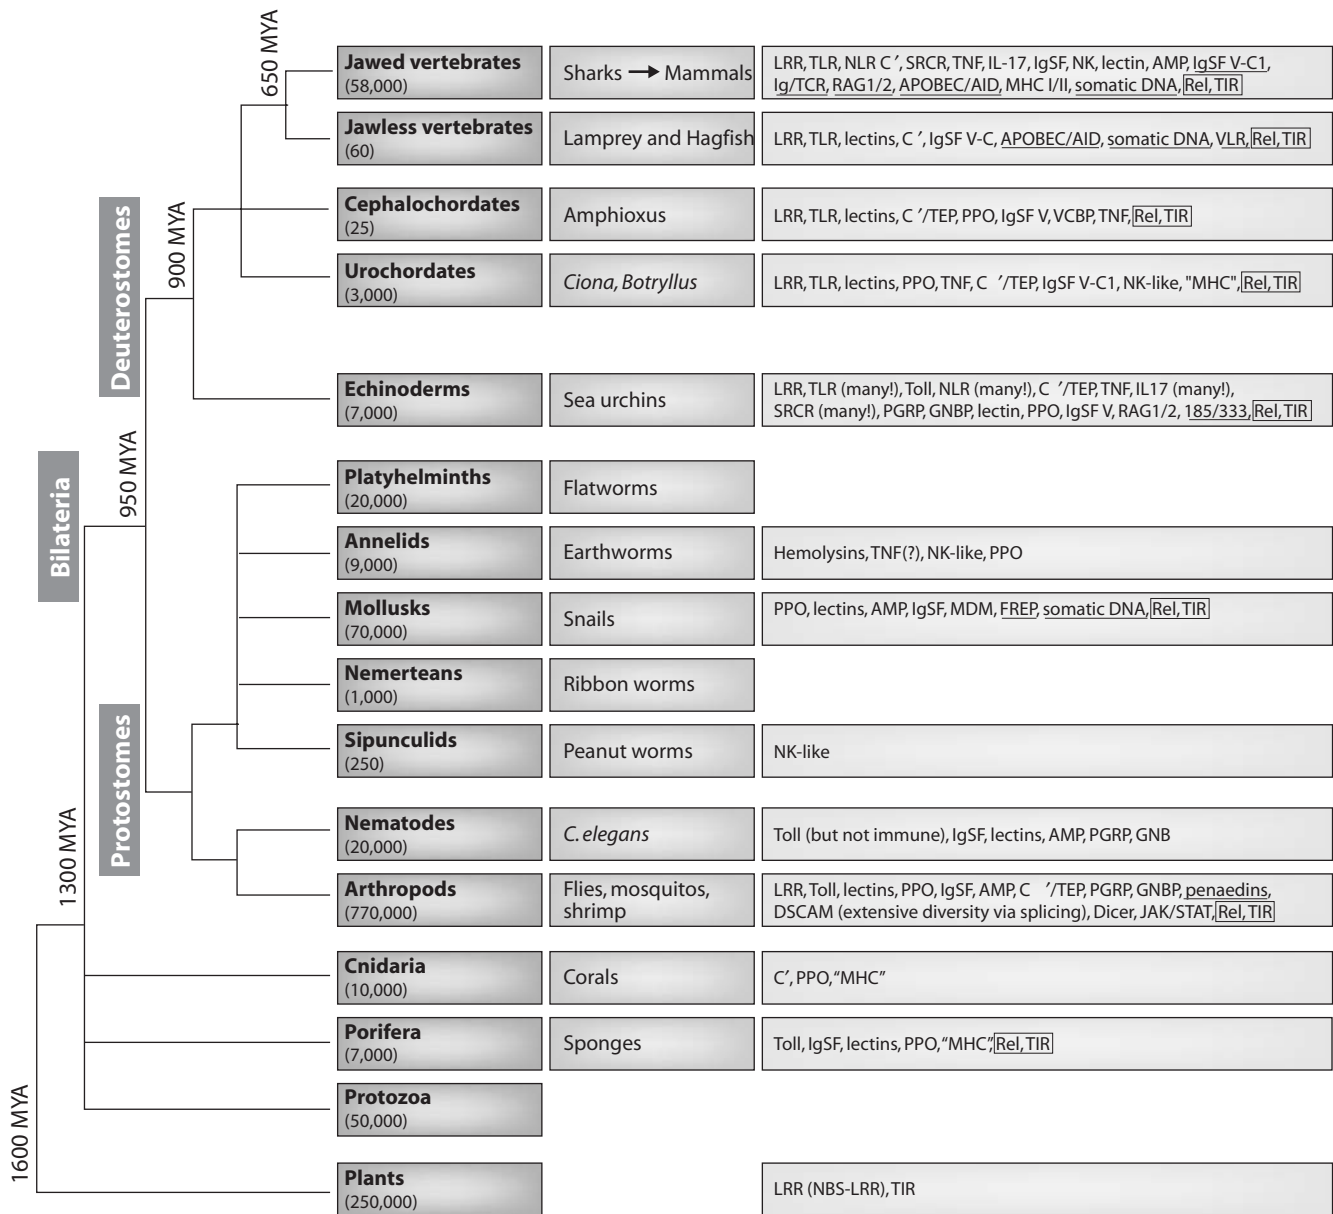 650 MYA
Jawed vertebrates
(58,000)
Sharks → Mammals
LRR, TLR, NLR C′, SRCR, TNF, IL-17, IgSF, NK, lectin, AMP, IgSF V-C1,
Ig/TCR, RAG1/2, APOBEC/AID, MHC I/II, somatic DNA, Rel, TIR
Jawless vertebrates
(60)
Lamprey and Hagfish
LRR, TLR, lectins, C′, IgSF V-C, APOBEC/AID, somatic DNA, VLR, Rel, TIR
Deuterostomes
900 MYA
Cephalochordates
(25)
Amphioxus
LRR, TLR, lectins, C′/TEP, PPO, IgSF V, VCBP, TNF, Rel, TIR
Urochordates
(3,000)
Ciona, Botryllus
LRR, TLR, lectins, PPO, TNF, C ′/TEP, IgSF V-C1, NK-like, "MHC", Rel, TIR
Echinoderms
(7,000)
Sea urchins
LRR, TLR (many!), Toll, NLR (many!), C ′/TEP, TNF, IL17 (many!),
SRCR (many!), PGRP, GNBP, lectin, PPO, IgSF V, RAG1/2, 185/333, Rel, TIR
Bilateria
950 MYA
Platyhelminths
(20,000)
Flatworms
Annelids
(9,000)
Earthworms
Hemolysins, TNF(?), NK-like, PPO
Mollusks
(70,000)
Snails
PPO, lectins, AMP, IgSF, MDM, FREP, somatic DNA, Rel, TIR
Nemerteans
(1,000)
Ribbon worms
Protostomes
Sipunculids
(250)
Peanut worms
NK-like
1300 MYA
Nematodes
(20,000)
C. elegans
Toll (but not immune), IgSF, lectins, AMP, PGRP, GNB
Arthropods
(770,000)
Flies, mosquitos,
shrimp
LRR, Toll, lectins, PPO, IgSF, AMP, C ′/TEP, PGRP, GNBP, penaedins,
DSCAM (extensive diversity via splicing), Dicer, JAK/STAT, Rel, TIR
Cnidaria
(10,000)
Corals
C′, PPO, “MHC”
Porifera
(7,000)
Sponges
Toll, IgSF, lectins, PPO, “MHC”, Rel, TIR
1600 MYA
Protozoa
(50,000)
Plants
(250,000)
LRR (NBS-LRR), TIR